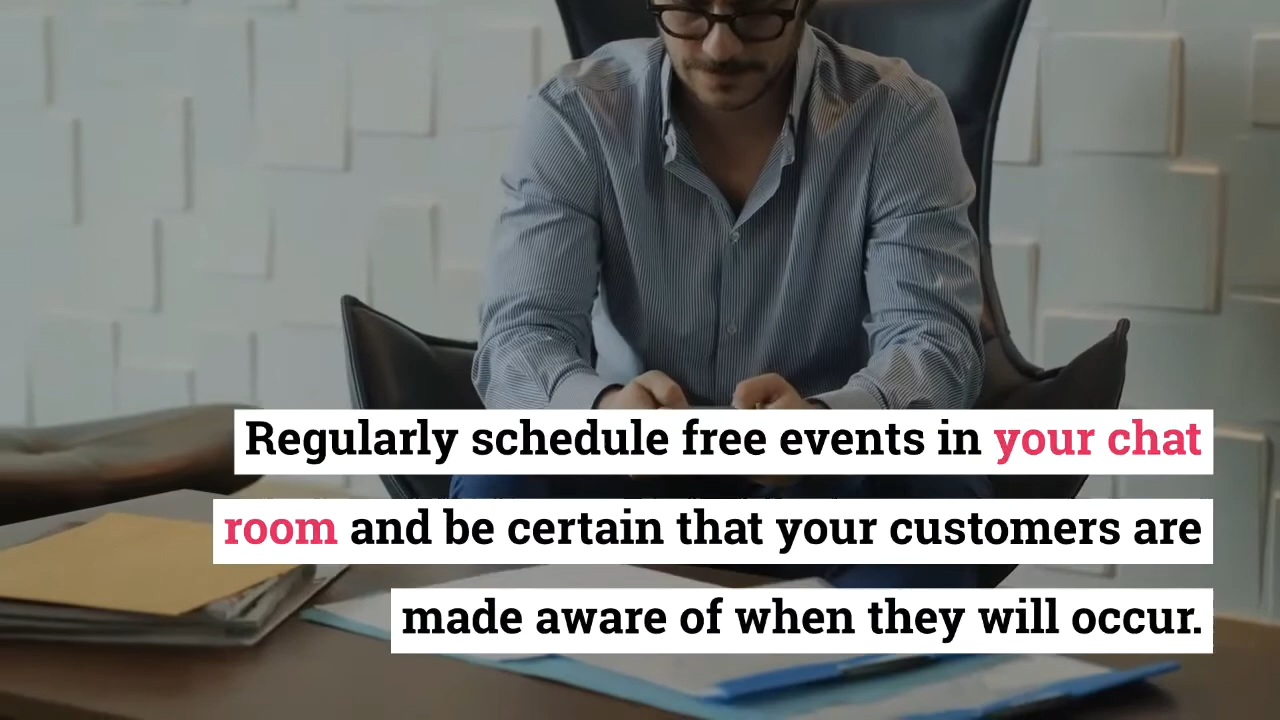 Regularly schedule free events in your chat
room and be certain that your customers are
made aware of when they will occur.